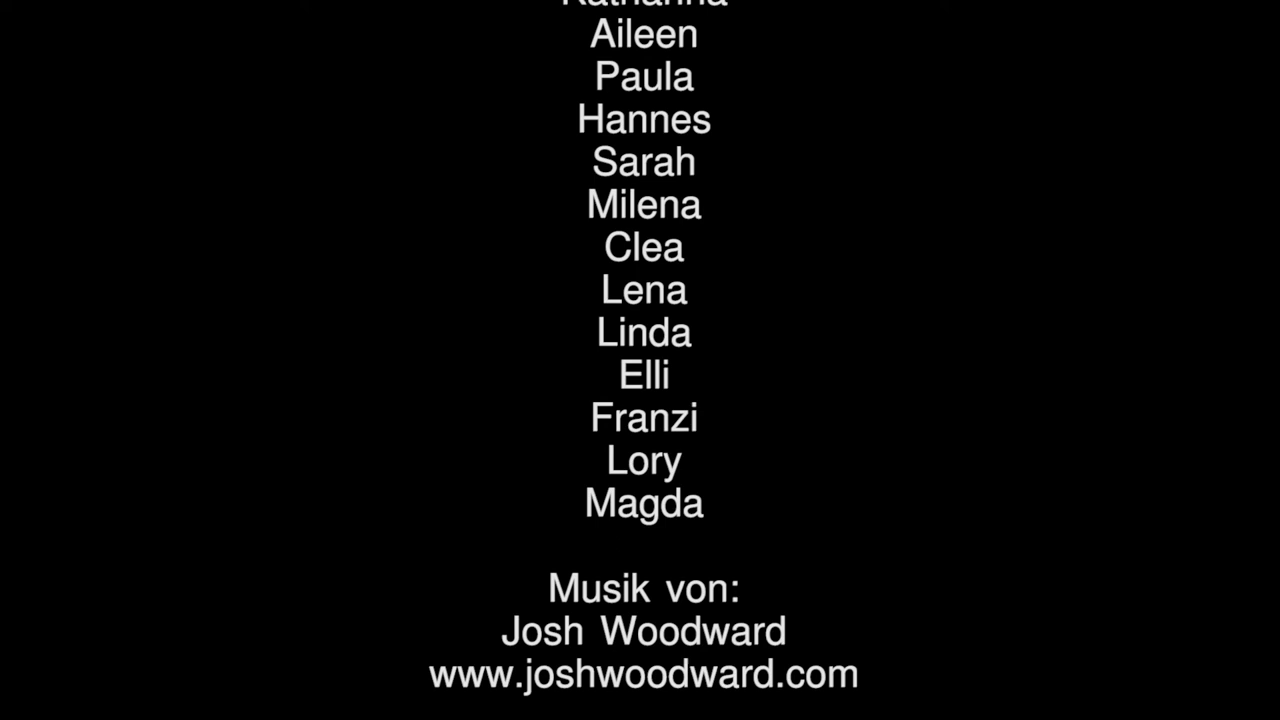 Katharina
Aileen
Paula
Hannes
Sarah
Milena
Clea
Lena
Linda
Elli
Franzi
Lory
Magda
Musik von:
Josh Woodward
www.joshwoodward.com